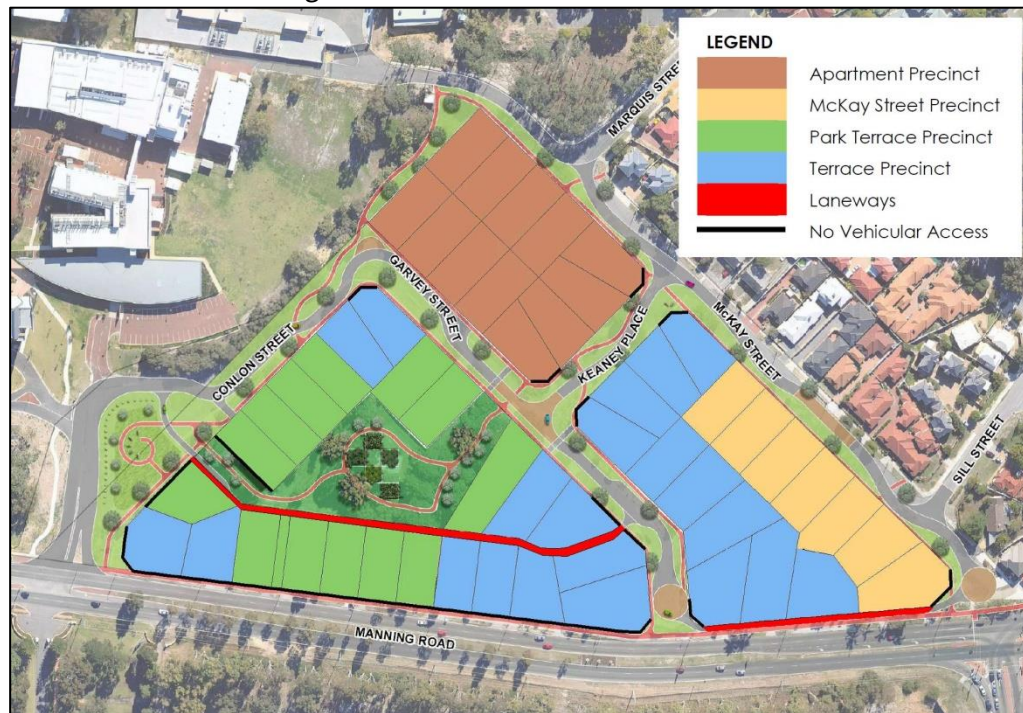 LEGEND
Apartment Precinct
McKay Street Precinct
Park Terrace Precinct
Terrace Precinct
Laneways
No Vehicular Access
MARQUIS STRE
GARVEY STREET
CONLON STREET
KEANEY PLACE
McKAY STREET
SILL STREET
MANNING ROAD